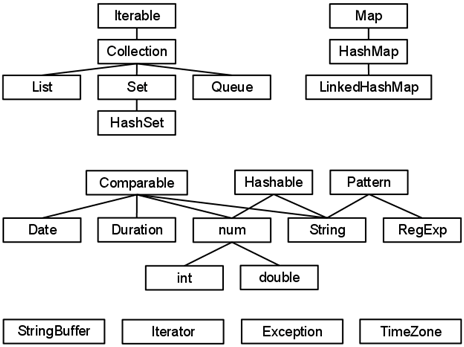 Iterable Map
Collection HashMap
List Set Queue LinkedHashMap
HashSet
Comparable Hashable Pattern
Date Duration num String RegExp
int double
StringBuffer Iterator Exception TimeZone